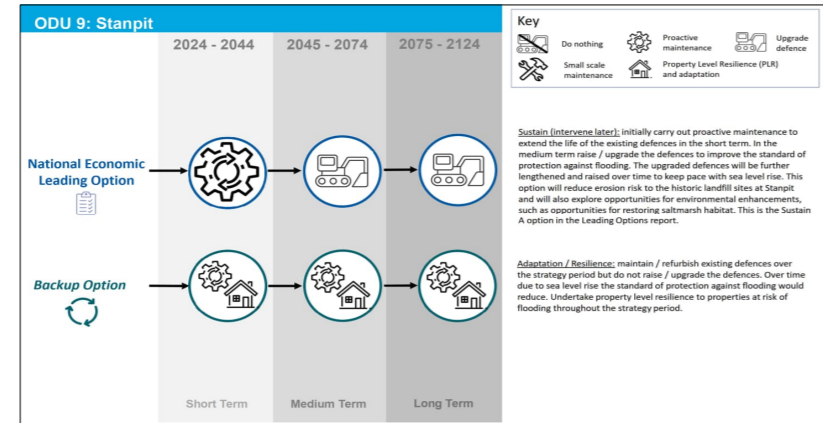 ODU 9: Stanpit
2024 - 2044
2045 - 2074
2075 - 2124
National Economic
Leading Option
Backup Option
Short Term
Medium Term
Long Term
Key
Do nothing
Proactive
maintenance
Upgrade
defence
Small scale
maintenance
Property Level Resilience (PLR)
and adaptation
Sustain (intervene later): initially carry out proactive maintenance to
extend the life of the existing defences in the short term. In the
medium term raise / upgrade the defences to improve the standard of
protection against flooding. The upgraded defences will be further
lengthened and raised over time to keep pace with sea level rise. This
option will reduce erosion risk to the historic landfill sites at Stanpit
and will also explore opportunities for environmental enhancements,
such as opportunities for restoring saltmarsh habitat. This is the Sustain
A option in the Leading Options report.
Adaptation / Resilience: maintain / refurbish existing defences over
the strategy period but do not raise / upgrade the defences. Over time
due to sea level rise the standard of protection against flooding would
reduce. Undertake property level resilience to properties at risk of
flooding throughout the strategy period.